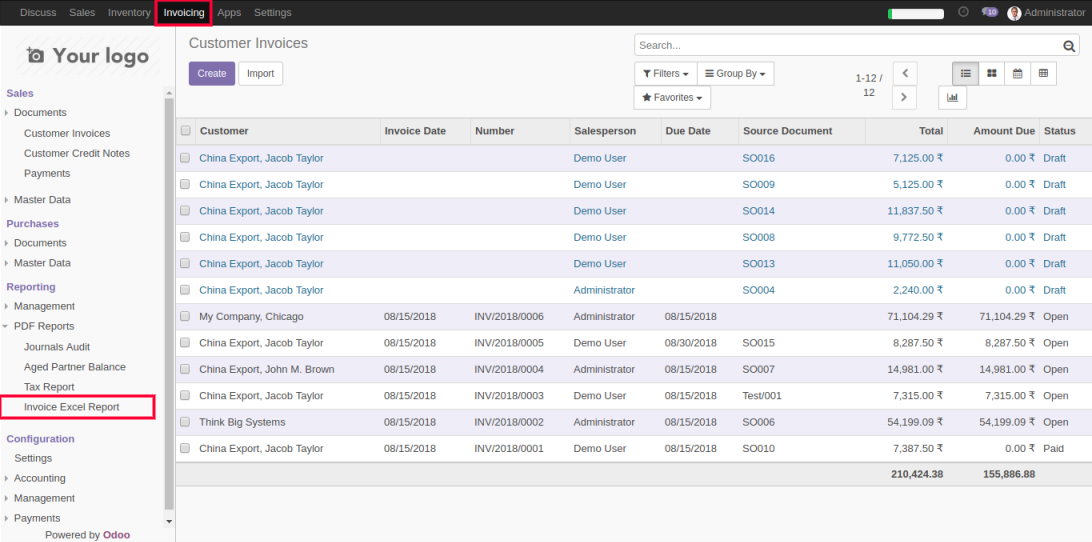 Discuss Sales Inventory Invoicing Apps Settings 10 Administrator
Your logo
Sales
Documents
Customer Invoices
Customer Credit Notes
Payments
Master Data
Purchases
Documents
Master Data
Reporting
Management
PDF Reports
Journals Audit
Aged Partner Balance
Tax Report
Invoice Excel Report
Configuration
Settings
Accounting
Management
Payments
Powered by Odoo
Customer Invoices
Search...
Create Import
Filters Group By
Favorites
1-12 /
12
Customer Invoice Date Number Salesperson Due Date Source Document Total Amount Due Status
China Export, Jacob Taylor Demo User SO016 7,125.00 ₹ 0.00 ₹ Draft
China Export, Jacob Taylor Demo User SO009 5,125.00 ₹ 0.00 ₹ Draft
China Export, Jacob Taylor Demo User SO014 11,837.50 ₹ 0.00 ₹ Draft
China Export, Jacob Taylor Demo User SO008 9,772.50 ₹ 0.00 ₹ Draft
China Export, Jacob Taylor Demo User SO013 11,050.00 ₹ 0.00 ₹ Draft
China Export, Jacob Taylor Administrator SO004 2,240.00 ₹ 0.00 ₹ Draft
My Company, Chicago 08/15/2018 INV/2018/0006 Administrator 08/15/2018 71,104.29 ₹ 71,104.29 ₹ Open
China Export, Jacob Taylor 08/15/2018 INV/2018/0005 Demo User 08/30/2018 SO015 8,287.50 ₹ 8,287.50 ₹ Open
China Export, John M. Brown 08/15/2018 INV/2018/0004 Administrator 08/15/2018 SO007 14,981.00 ₹ 14,981.00 ₹ Open
China Export, Jacob Taylor 08/15/2018 INV/2018/0003 Demo User 08/15/2018 Test/001 7,315.00 ₹ 7,315.00 ₹ Open
Think Big Systems 08/15/2018 INV/2018/0002 Administrator 08/15/2018 SO006 54,199.09 ₹ 54,199.09 ₹ Open
China Export, Jacob Taylor 08/15/2018 INV/2018/0001 Demo User 08/15/2018 SO010 7,387.50 ₹ 0.00 ₹ Paid
210,424.38 155,886.88